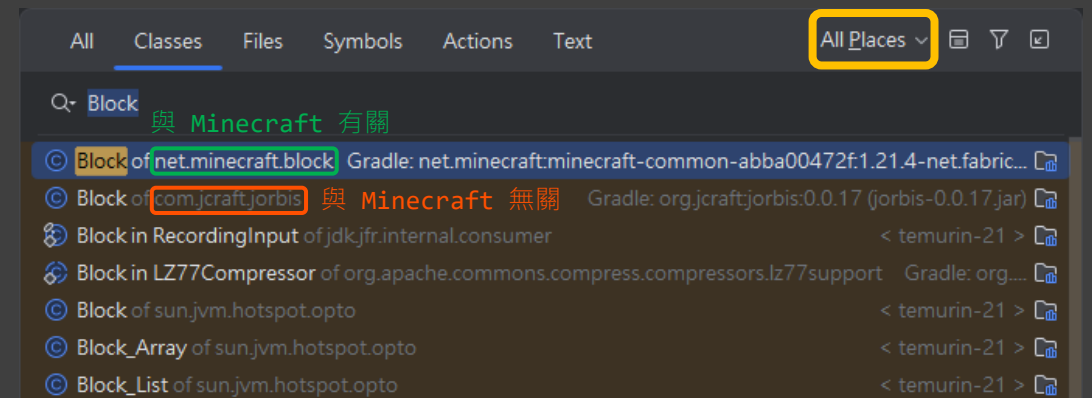 All Classes Files Symbols Actions Text All Places
Block
與 Minecraft 有關
Block of net.minecraft.block Gradle: net.minecraft:minecraft-common-abba00472f:1.21.4-net.fabric...
Block of com.jcraft.jorbis 與 Minecraft 無關 Gradle: org.jcraft:jorbis:0.0.17 (jorbis-0.0.17.jar)
Block in RecordingInput of jdk.jfr.internal.consumer < temurin-21 >
Block in LZ77Compressor of org.apache.commons.compress.compressors.lz77support Gradle: org....
Block of sun.jvm.hotspot.opto < temurin-21 >
Block_Array of sun.jvm.hotspot.opto < temurin-21 >
Block_List of sun.jvm.hotspot.opto < temurin-21 >